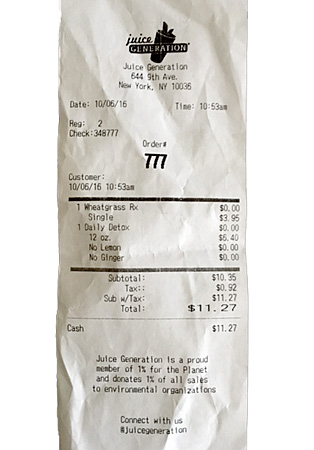 juice
GENERATION
Juice Generation
644 9th Ave.
New York, NY 10036
Date: 10/06/16 Time: 10:53am
Reg: 2
Check:348777
Order#
777
Customer:
10/06/16 10:53am
1 Wheatgrass Rx $0.00
Single $3.95
1 Daily Detox $0.00
12 oz. $6.40
No Lemon $0.00
No Ginger $0.00
Subtotal: $10.35
Tax:: $0.92
Sub w/Tax: $11.27
Total: $11.27
Cash $11.27
Juice Generation is a proud
member of 1% for the Planet
and donates 1% of all sales
to environmental organizations
Connect with us
@juicegeneration